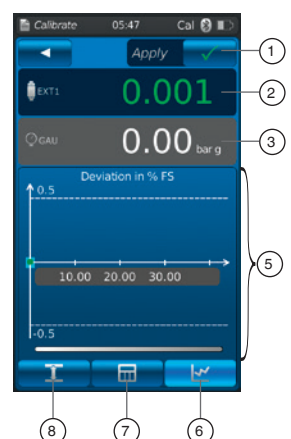 Calibrate 05:47 Cal
Apply
1
EXT1 0.001
2
GAU 0.00 bar g
3
Deviation in % FS
0.5
5
10.00 20.00 30.00
-0.5
8 7 6